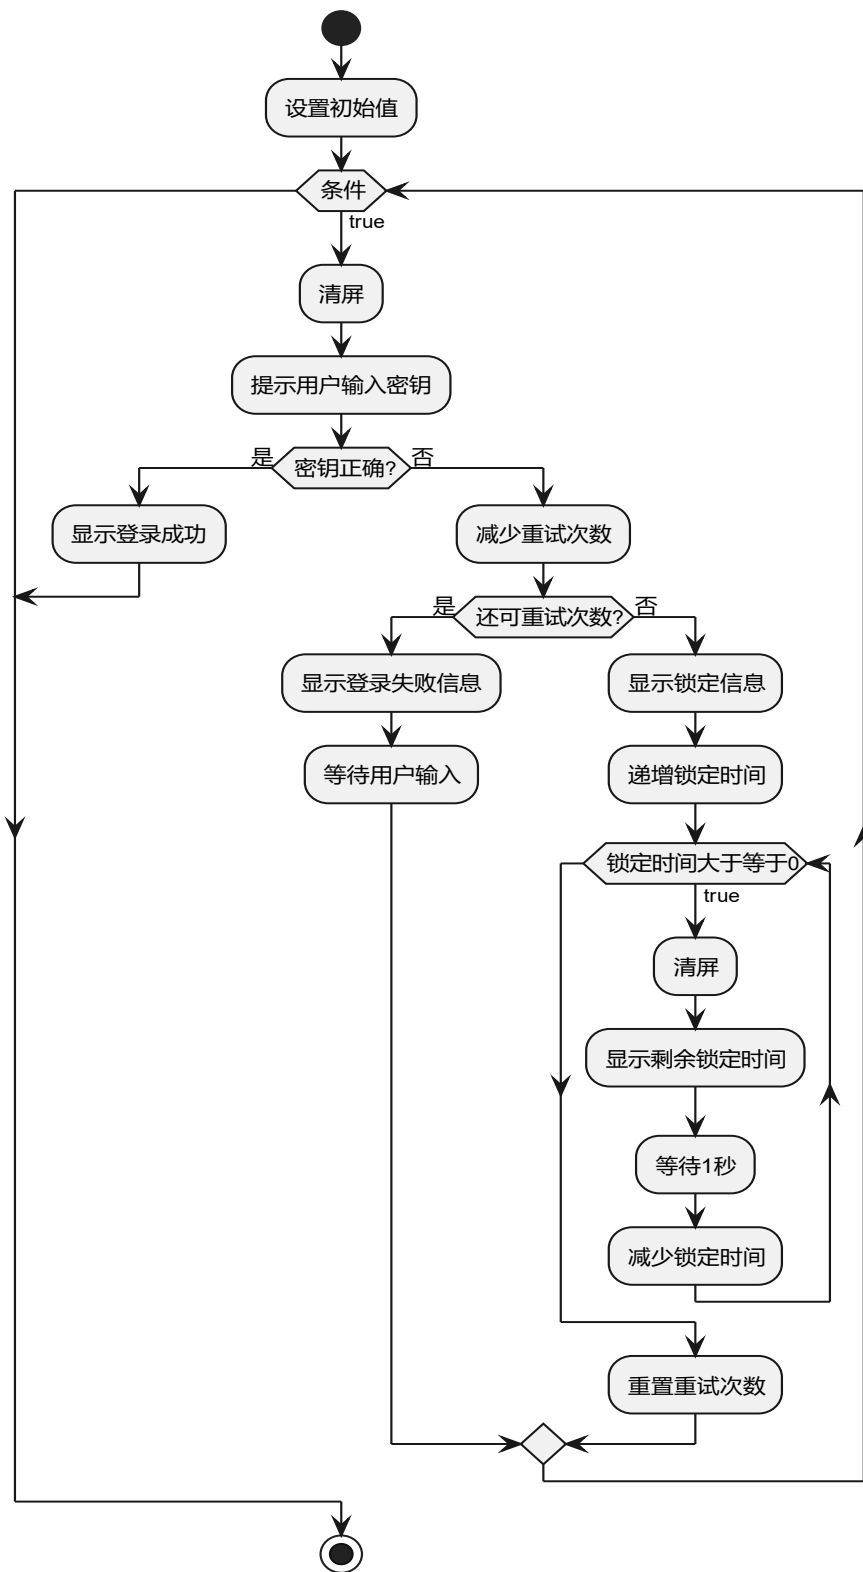 设置初始值
条件
true
清屏
提示用户输入密钥
是
密钥正确?
否
显示登录成功
减少重试次数
是
还可重试次数?
否
显示登录失败信息
显示锁定信息
等待用户输入
递增锁定时间
锁定时间大于等于0
true
清屏
显示剩余锁定时间
等待1秒
减少锁定时间
重置重试次数